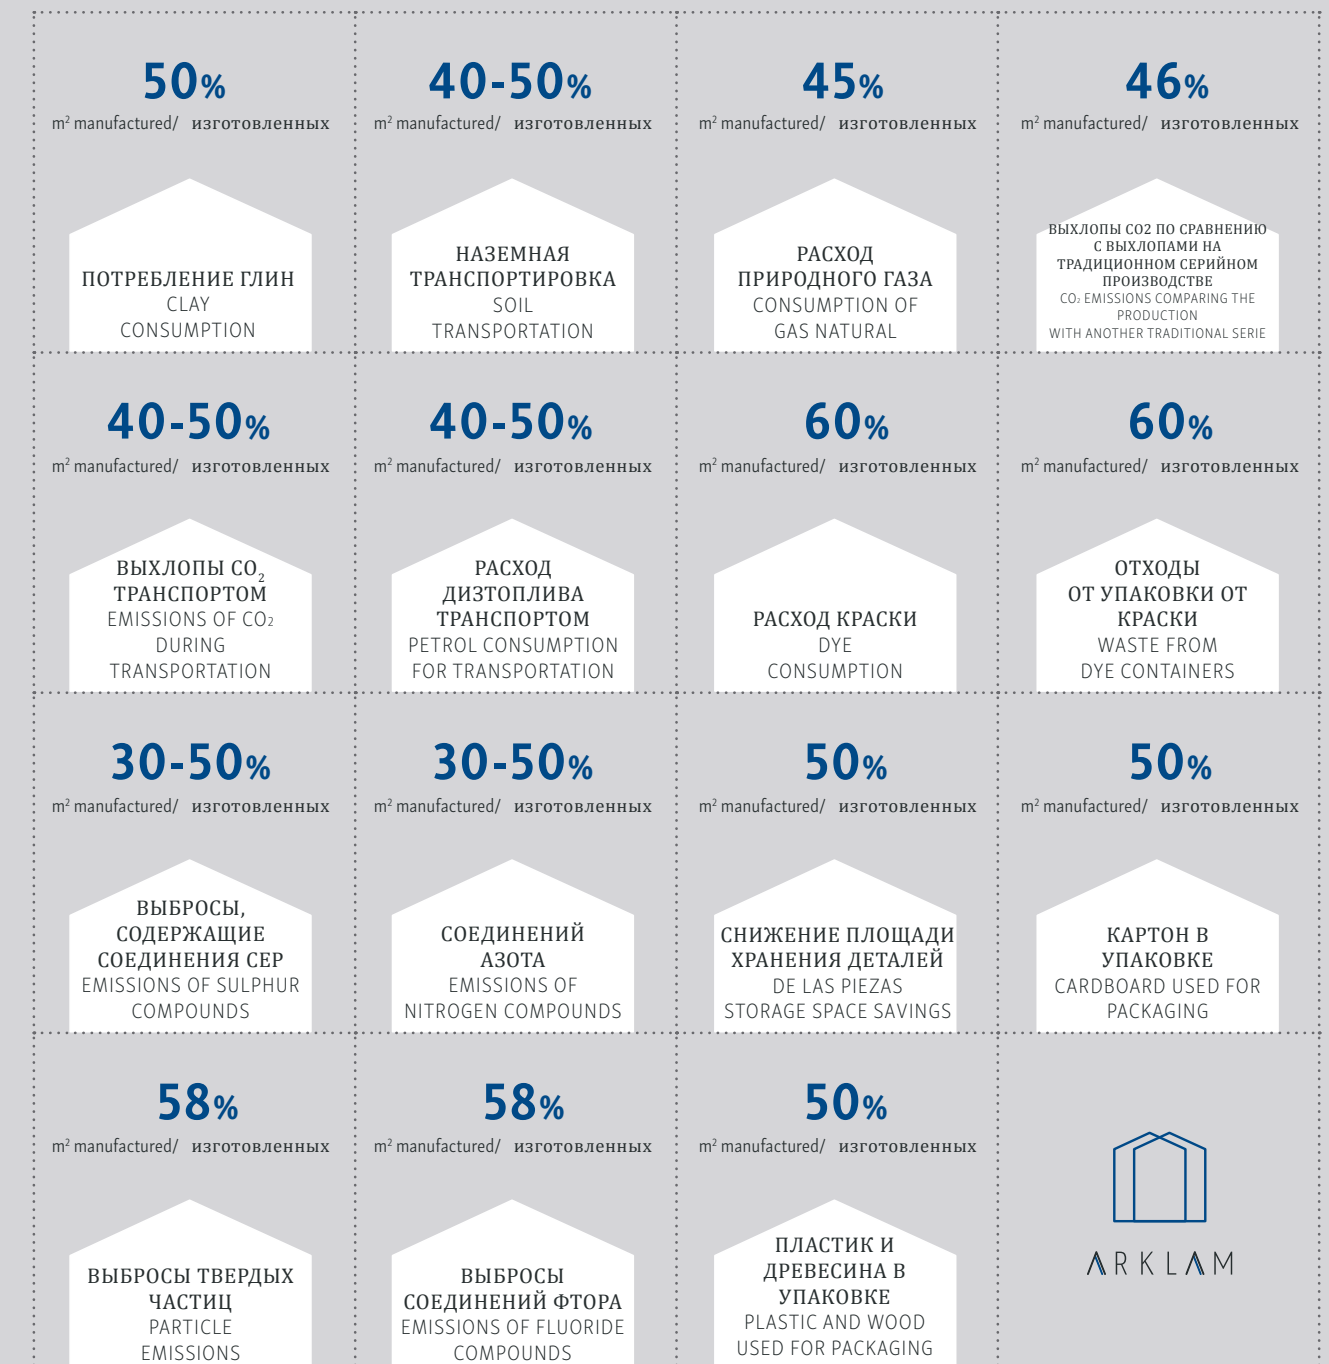 50%
m² manufactured/ изготовленных
ПОТРЕБЛЕНИЕ ГЛИН
CLAY
CONSUMPTION
40-50%
m² manufactured/ изготовленных
НАЗЕМНАЯ
ТРАНСПОРТИРОВКА
SOIL
TRANSPORTATION
45%
m² manufactured/ изготовленных
РАСХОД
ПРИРОДНОГО ГАЗА
CONSUMPTION OF
GAS NATURAL
46%
m² manufactured/ изготовленных
ВЫХЛОПЫ СО2 ПО СРАВНЕНИЮ
С ВЫХЛОПАМИ НА
ТРАДИЦИОННОМ СЕРИЙНОМ
ПРОИЗВОДСТВЕ
CO₂ EMISSIONS COMPARING THE
PRODUCTION
WITH ANOTHER TRADITIONAL SERIE
40-50%
m² manufactured/ изготовленных
ВЫХЛОПЫ СО₂
ТРАНСПОРТОМ
EMISSIONS OF CO₂
DURING
TRANSPORTATION
40-50%
m² manufactured/ изготовленных
РАСХОД
ДИЗТОПЛИВА
ТРАНСПОРТОМ
PETROL CONSUMPTION
FOR TRANSPORTATION
60%
m² manufactured/ изготовленных
РАСХОД КРАСКИ
DYE
CONSUMPTION
60%
m² manufactured/ изготовленных
ОТХОДЫ
ОТ УПАКОВКИ ОТ
КРАСКИ
WASTE FROM
DYE CONTAINERS
30-50%
m² manufactured/ изготовленных
ВЫБРОСЫ,
СОДЕРЖАЩИЕ
СОЕДИНЕНИЯ СЕР
EMISSIONS OF SULPHUR
COMPOUNDS
30-50%
m² manufactured/ изготовленных
СОЕДИНЕНИЙ
АЗОТА
EMISSIONS OF
NITROGEN COMPOUNDS
50%
m² manufactured/ изготовленных
СНИЖЕНИЕ ПЛОЩАДИ
ХРАНЕНИЯ ДЕТАЛЕЙ
DE LAS PIEZAS
STORAGE SPACE SAVINGS
50%
m² manufactured/ изготовленных
КАРТОН В
УПАКОВКЕ
CARDBOARD USED FOR
PACKAGING
58%
m² manufactured/ изготовленных
ВЫБРОСЫ ТВЕРДЫХ
ЧАСТИЦ
PARTICLE
EMISSIONS
58%
m² manufactured/ изготовленных
ВЫБРОСЫ
СОЕДИНЕНИЙ ФТОРА
EMISSIONS OF FLUORIDE
COMPOUNDS
50%
m² manufactured/ изготовленных
ПЛАСТИК И
ДРЕВЕСИНА В
УПАКОВКЕ
PLASTIC AND WOOD
USED FOR PACKAGING
ARKLAM